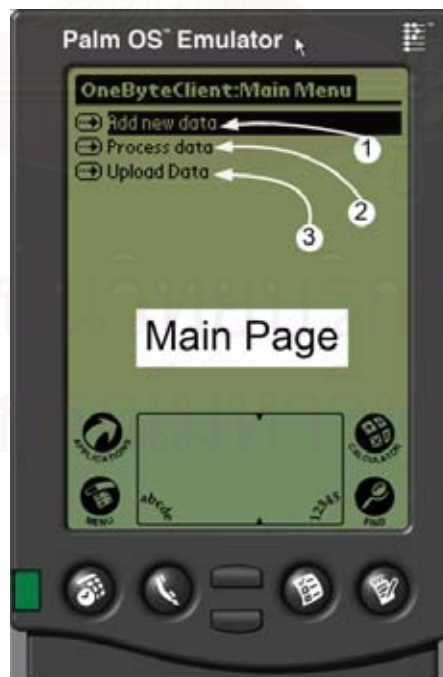 Palm OS™ Emulator
OneByteClient:Main Menu
Add new data
1
Process data
2
Upload Data
3
Main Page
APPLICATIONS
CALCULATOR
MENU
abcde
12345
FIND